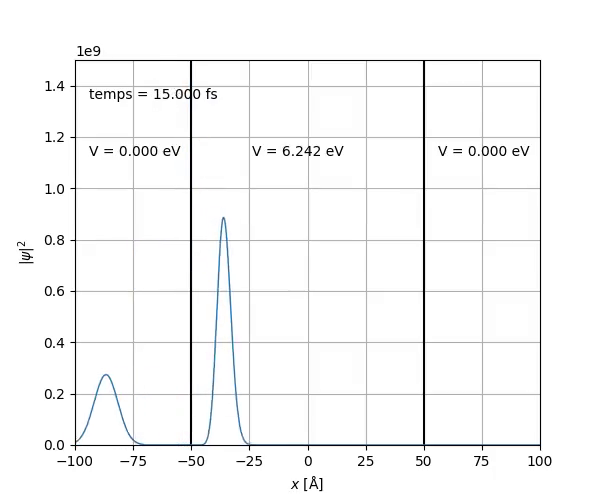 1e9
1.4
temps = 15.000 fs
1.2
V = 0.000 eV V = 6.242 eV V = 0.000 eV
1.0
0.8
|ψ|²
0.6
0.4
0.2
0.0
−100 −75 −50 −25 0 25 50 75 100
x [Å]